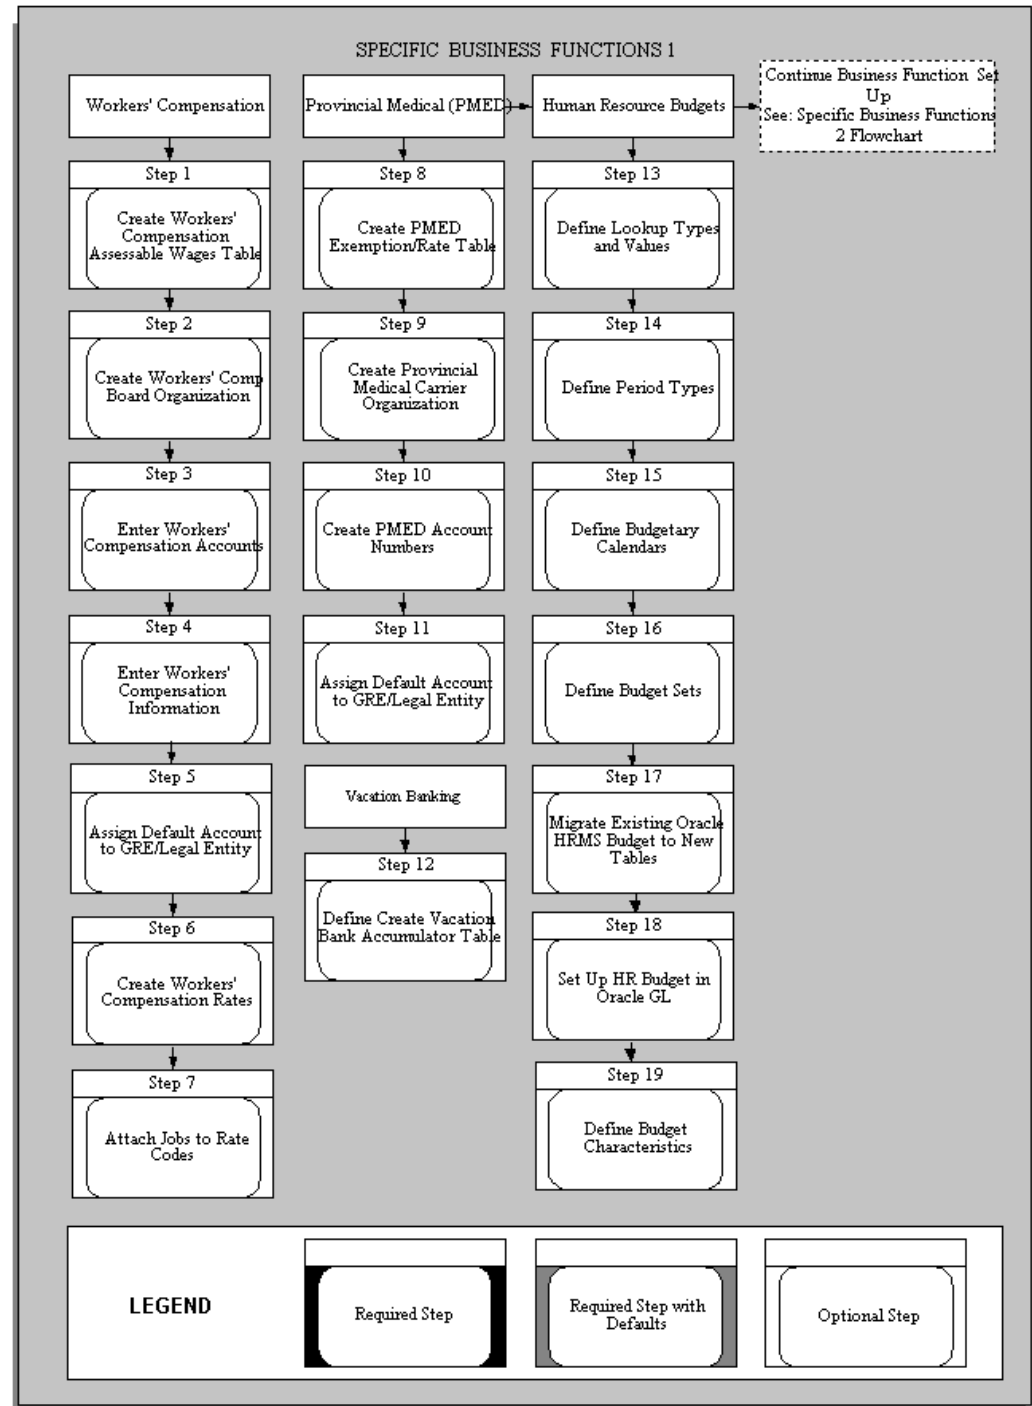 SPECIFIC BUSINESS FUNCTIONS 1
Workers' Compensation
Provincial Medical (PMED)
Human Resource Budgets
Continue Business Function Set
Up
See: Specific Business Functions
2 Flowchart
Step 1
Create Workers'
Compensation
Assessable Wages Table
Step 2
Create Workers' Comp
Board Organization
Step 3
Enter Workers'
Compensation Accounts
Step 4
Enter Workers'
Compensation
Information
Step 5
Assign Default Account
to GRE/Legal Entity
Step 6
Create Workers'
Compensation Rates
Step 7
Attach Jobs to Rate
Codes
Step 8
Create PMED
Exemption/Rate Table
Step 9
Create Provincial
Medical Carrier
Organization
Step 10
Create PMED Account
Numbers
Step 11
Assign Default Account
to GRE/Legal Entity
Vacation Banking
Step 12
Define Create Vacation
Bank Accumulator Table
Step 13
Define Lookup Types
and Values
Step 14
Define Period Types
Step 15
Define Budgetary
Calendars
Step 16
Define Budget Sets
Step 17
Migrate Existing Oracle
HRMS Budget to New
Tables
Step 18
Set Up HR Budget in
Oracle GL
Step 19
Define Budget
Characteristics
LEGEND
Required Step
Required Step with
Defaults
Optional Step